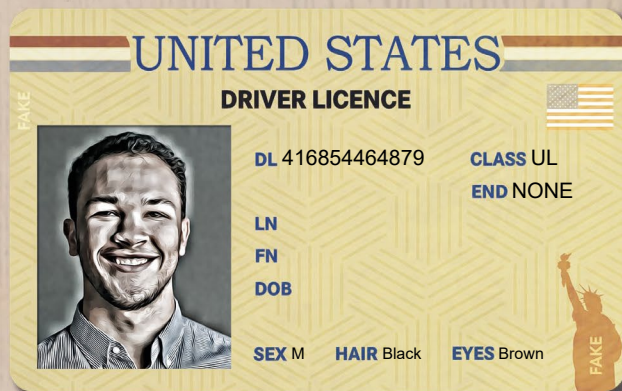 UNITED STATES
DRIVER LICENCE
FAKE
DL 416854464879 CLASS UL
END NONE
LN
FN
DOB
SEX M HAIR Black EYES Brown
FAKE